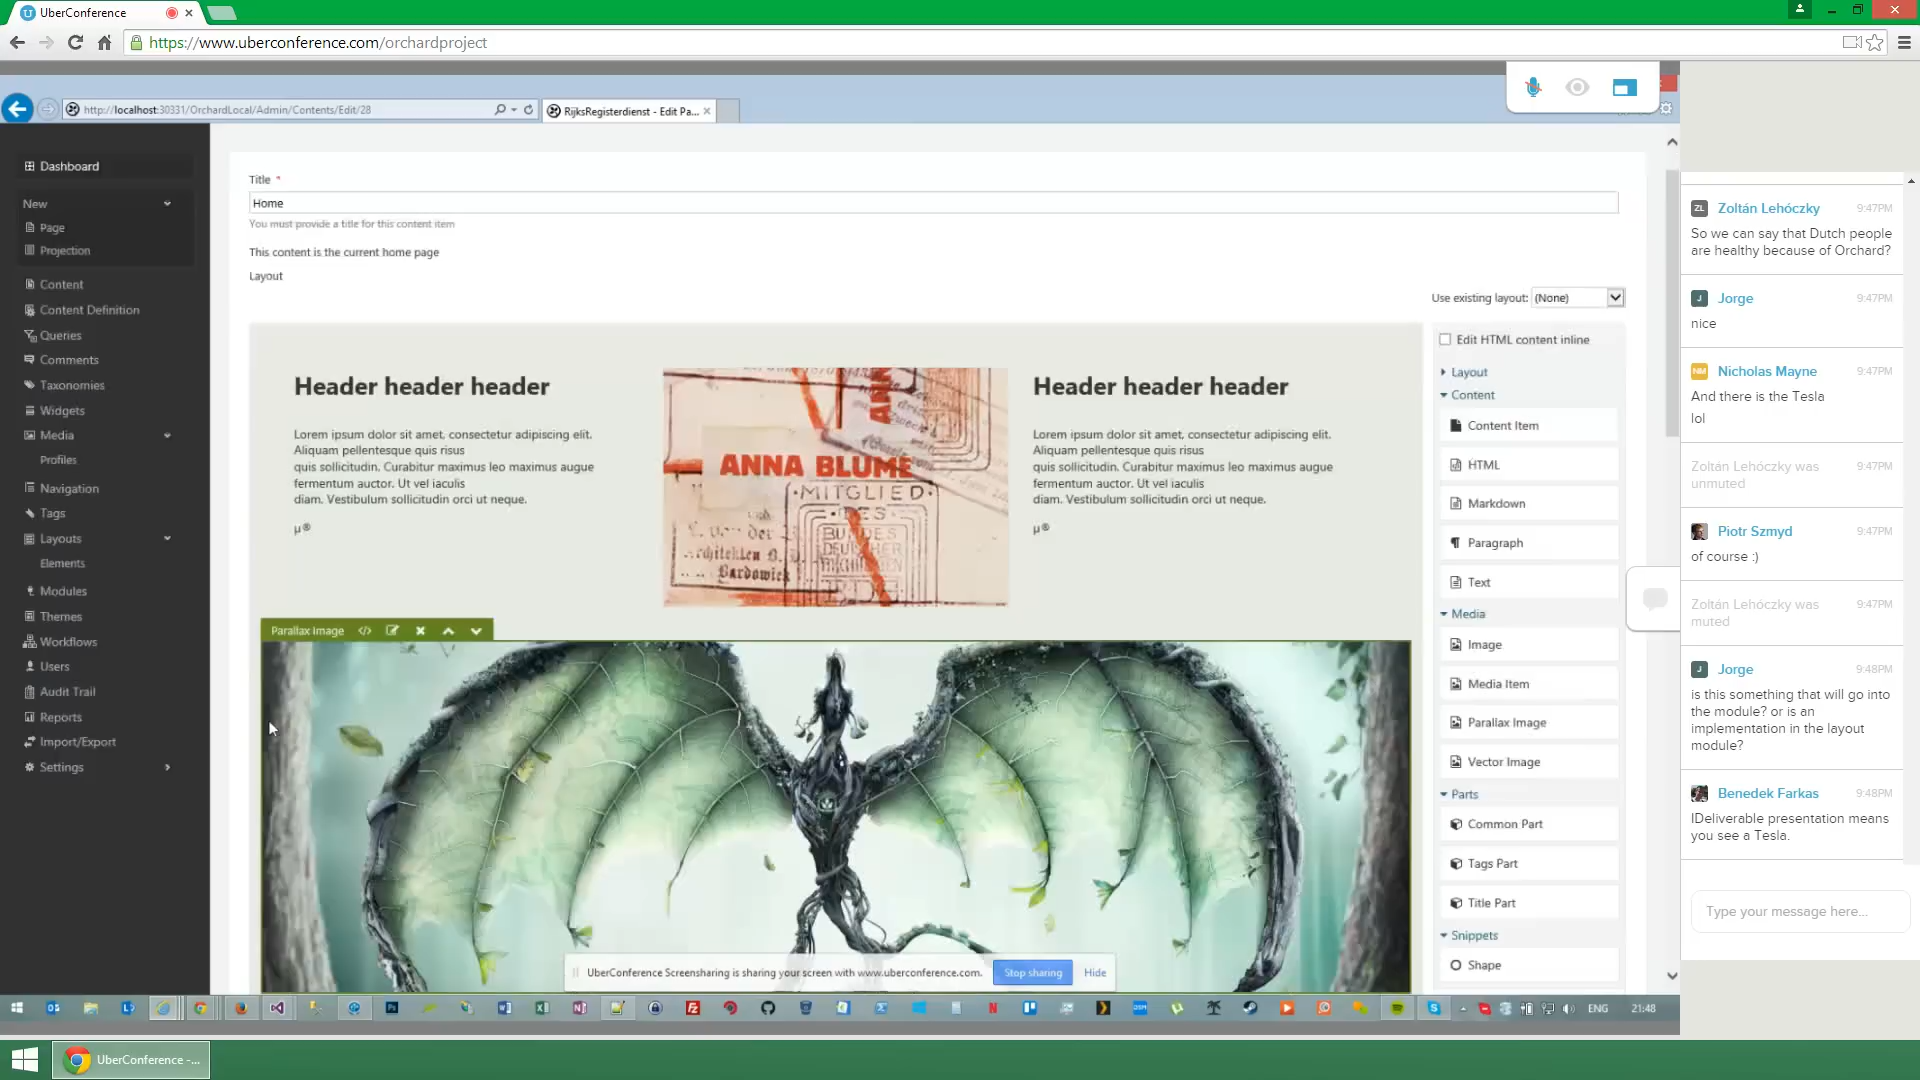 UberConference
https://www.uberconference.com/orchardproject
http://localhost:30331/OrchardLocal/Admin/Contents/Edit/28
RijksRegisterdienst - Edit Pa...
Dashboard
New
Page
Projection
Content
Content Definition
Queries
Comments
Taxonomies
Widgets
Media
Profiles
Navigation
Tags
Layouts
Elements
Modules
Themes
Workflows
Users
Audit Trail
Reports
Import/Export
Settings
Title *
Home
You must provide a title for this content item
This content is the current home page
Layout
Use existing layout: (None)
Header header header
Lorem ipsum dolor sit amet, consectetur adipiscing elit.
Aliquam pellentesque quis risus
quis sollicitudin. Curabitur maximus leo maximus augue
fermentum auctor. Ut vel iaculis
diam. Vestibulum sollicitudin orci ut neque.
µ®
ANNA BLUME
MITGLIED
DES
BUNDES
DEUTSCHER
Bardowick
Header header header
Lorem ipsum dolor sit amet, consectetur adipiscing elit.
Aliquam pellentesque quis risus
quis sollicitudin. Curabitur maximus leo maximus augue
fermentum auctor. Ut vel iaculis
diam. Vestibulum sollicitudin orci ut neque.
µ®
Parallax Image
Edit HTML content inline
Layout
Content
Content Item
HTML
Markdown
Paragraph
Text
Media
Image
Media Item
Parallax Image
Vector Image
Parts
Common Part
Tags Part
Title Part
Snippets
Shape
UberConference Screensharing is sharing your screen with www.uberconference.com.
Stop sharing
Hide
ENG
21:48
ZL Zoltán Lehóczky 9:47PM
So we can say that Dutch people
are healthy because of Orchard?
J Jorge 9:47PM
nice
NM Nicholas Mayne 9:47PM
And there is the Tesla
lol
Zoltán Lehóczky was 9:47PM
unmuted
Piotr Szmyd 9:47PM
of course :)
Zoltán Lehóczky was 9:47PM
muted
J Jorge 9:48PM
is this something that will go into
the module? or is an
implementation in the layout
module?
Benedek Farkas 9:48PM
IDeliverable presentation means
you see a Tesla.
Type your message here...
UberConference -...